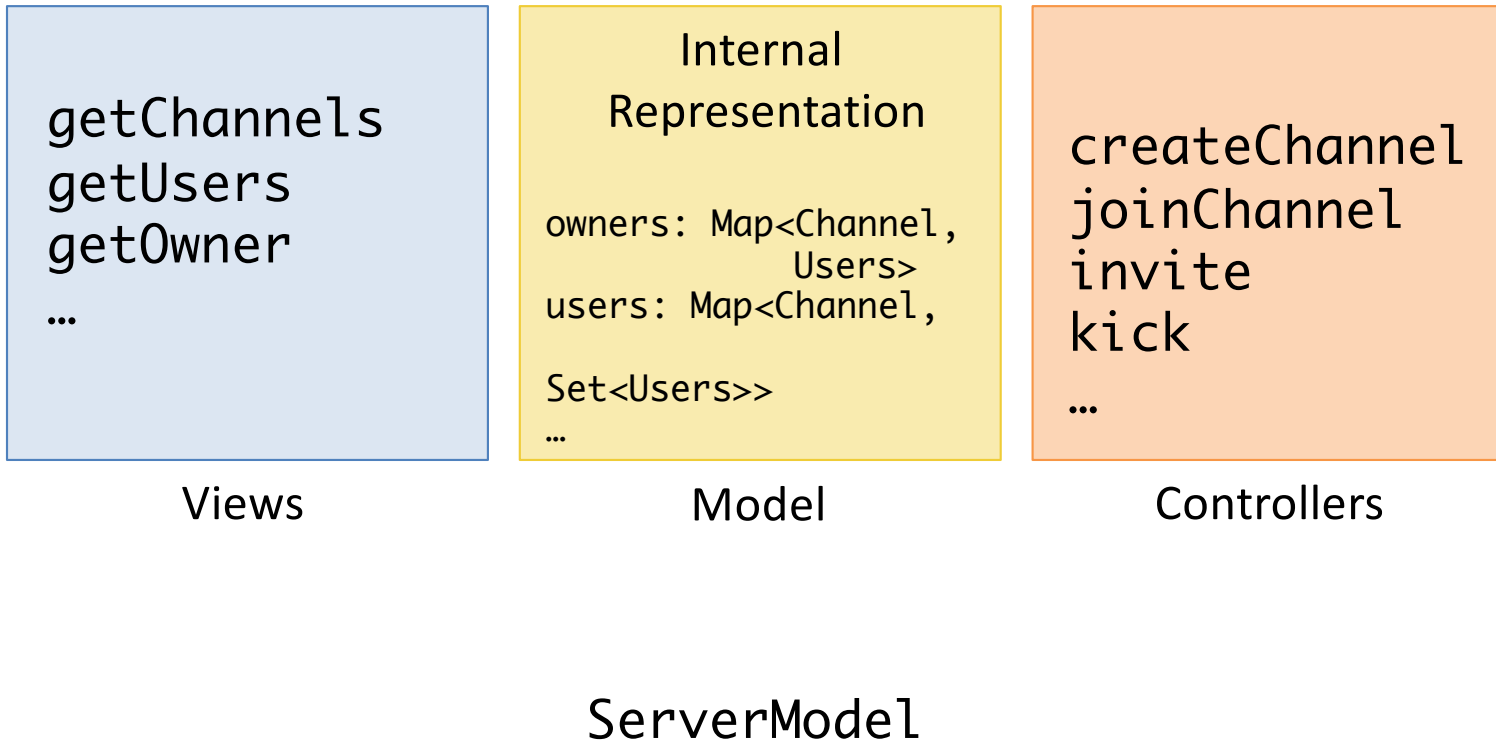 getChannels
getUsers
getOwner
…
Views
Internal
Representation
owners: Map<Channel,
Users>
users: Map<Channel,
Set<Users>>
…
Model
createChannel
joinChannel
invite
kick
…
Controllers
ServerModel